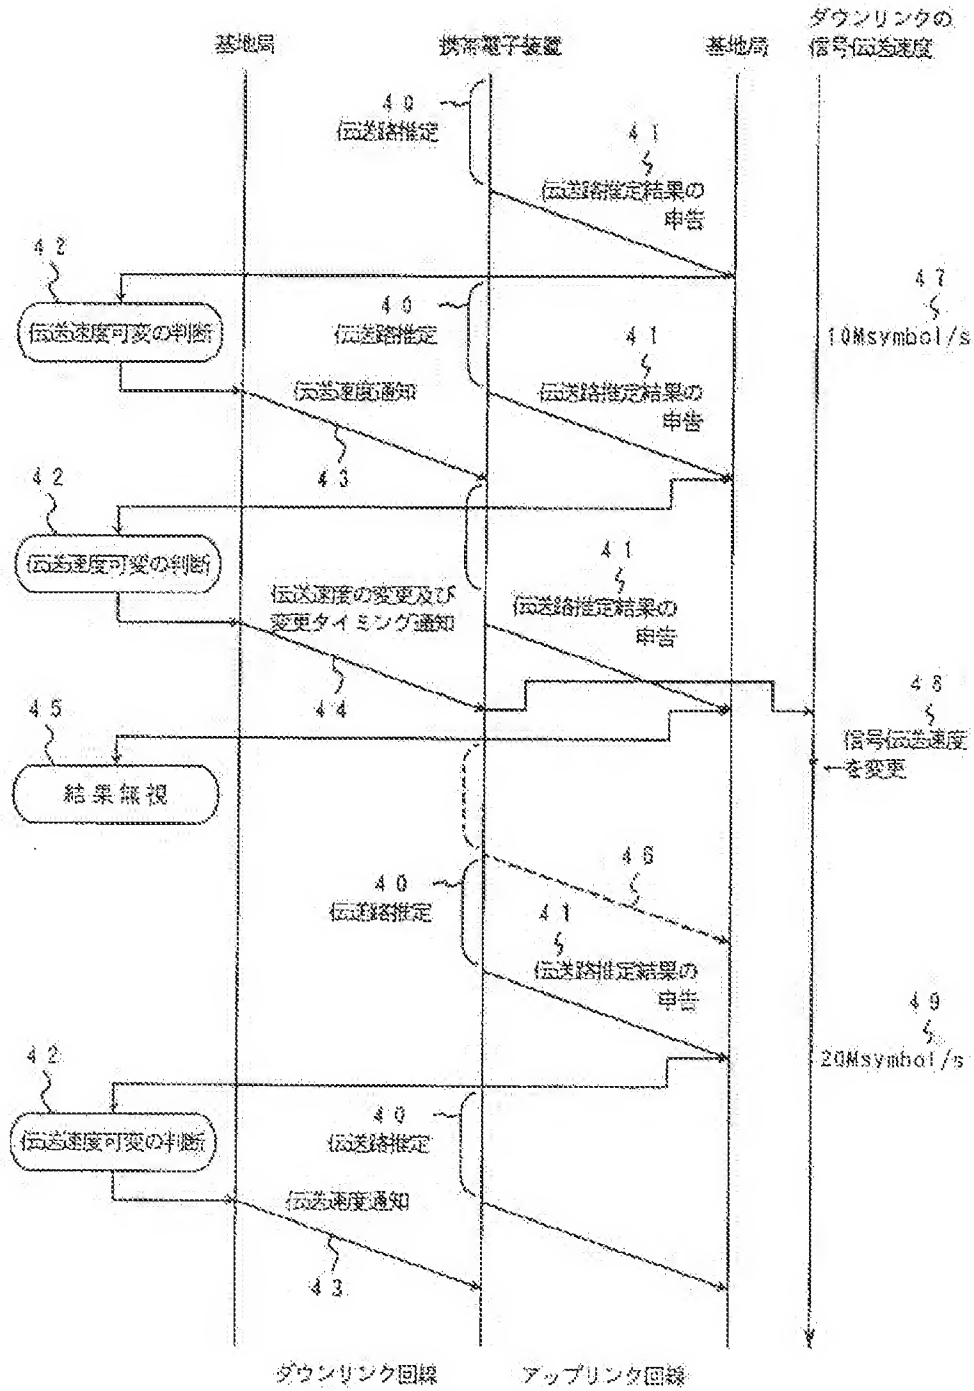 ダウンリンクの
信号伝送速度
基地局
携帯電子装置
基地局
40
伝送路推定
41
伝送路推定結果の
申告
42
伝送速度可変の判断
40
伝送路推定
41
伝送路推定結果の
申告
47
10Msymbol/s
伝送速度通知
43
42
伝送速度可変の判断
41
伝送路推定結果の
申告
伝送速度の変更及び
変更タイミング通知
44
45
結果無視
48
信号伝送速度
←を変更
46
40
伝送路推定
41
伝送路推定結果の
申告
49
20Msymbol/s
42
伝送速度可変の判断
40
伝送路推定
伝送速度通知
43
ダウンリンク回線
アップリンク回線